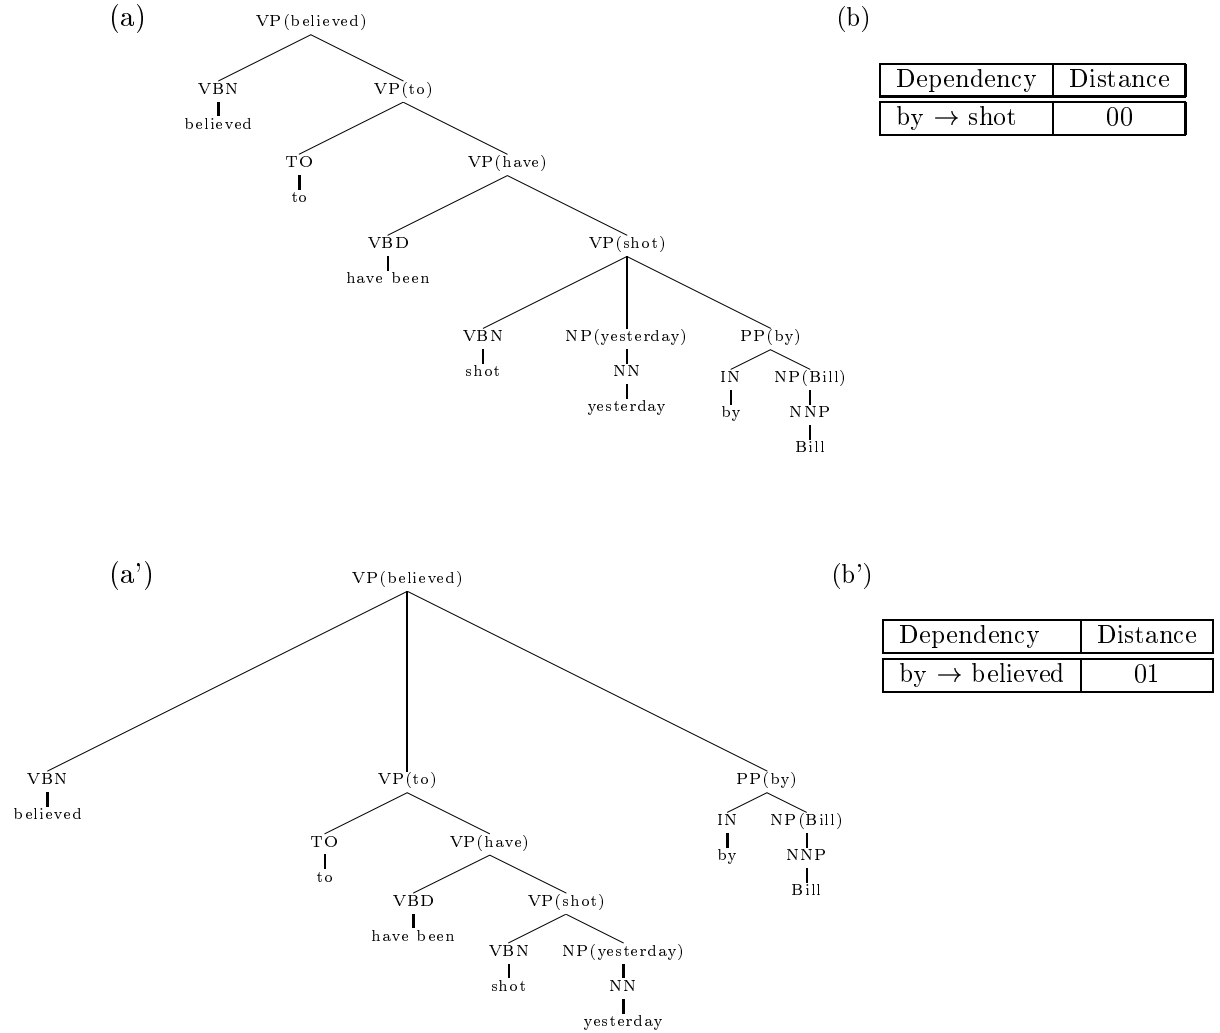 (a) (b)
VP(believed)
Dependency Distance
VBN VP(to)
by → shot 00
believed
TO VP(have)
to
VBD VP(shot)
have been
VBN NP(yesterday) PP(by)
shot NN IN NP(Bill)
yesterday by NNP
Bill
(a') (b')
VP(believed)
Dependency Distance
by → believed 01
VBN VP(to) PP(by)
believed
IN NP(Bill)
TO VP(have)
by NNP
to
Bill
VBD VP(shot)
have been
VBN NP(yesterday)
shot NN
yesterday